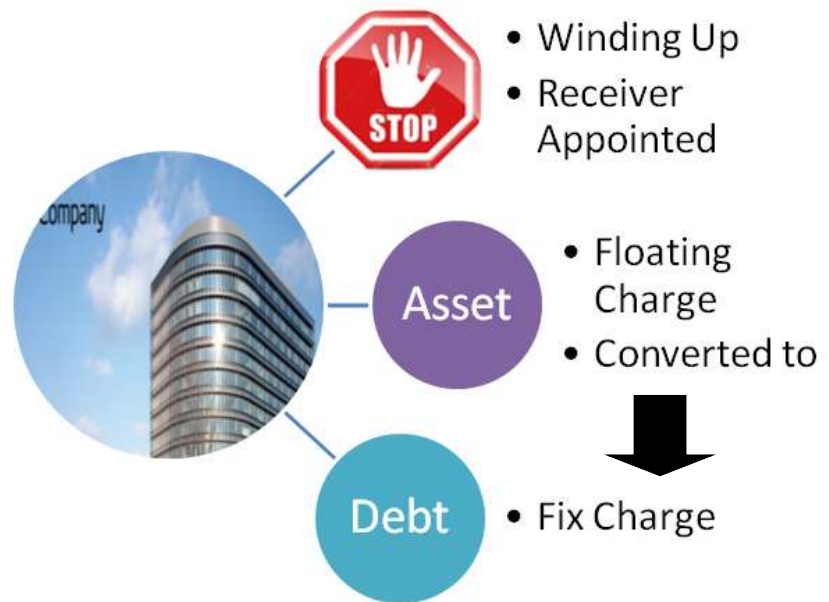 Company
STOP
• Winding Up
• Receiver
Appointed
Asset
• Floating
Charge
• Converted to
Debt
• Fix Charge